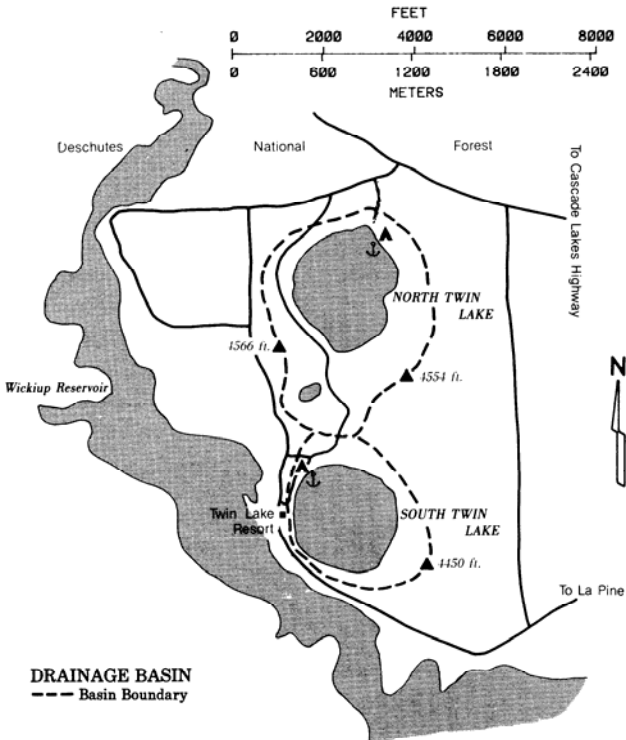 FEET
0 2000 4000 8000
0 600 1200 1800 2400
METERS
Deschutes National Forest
To Cascade Lakes Highway
NORTH TWIN
LAKE
4566 ft.
4554 ft.
Wickiup Reservoir
N
Twin Lake
Resort
SOUTH TWIN
LAKE
4450 ft.
To La Pine
DRAINAGE BASIN
Basin Boundary